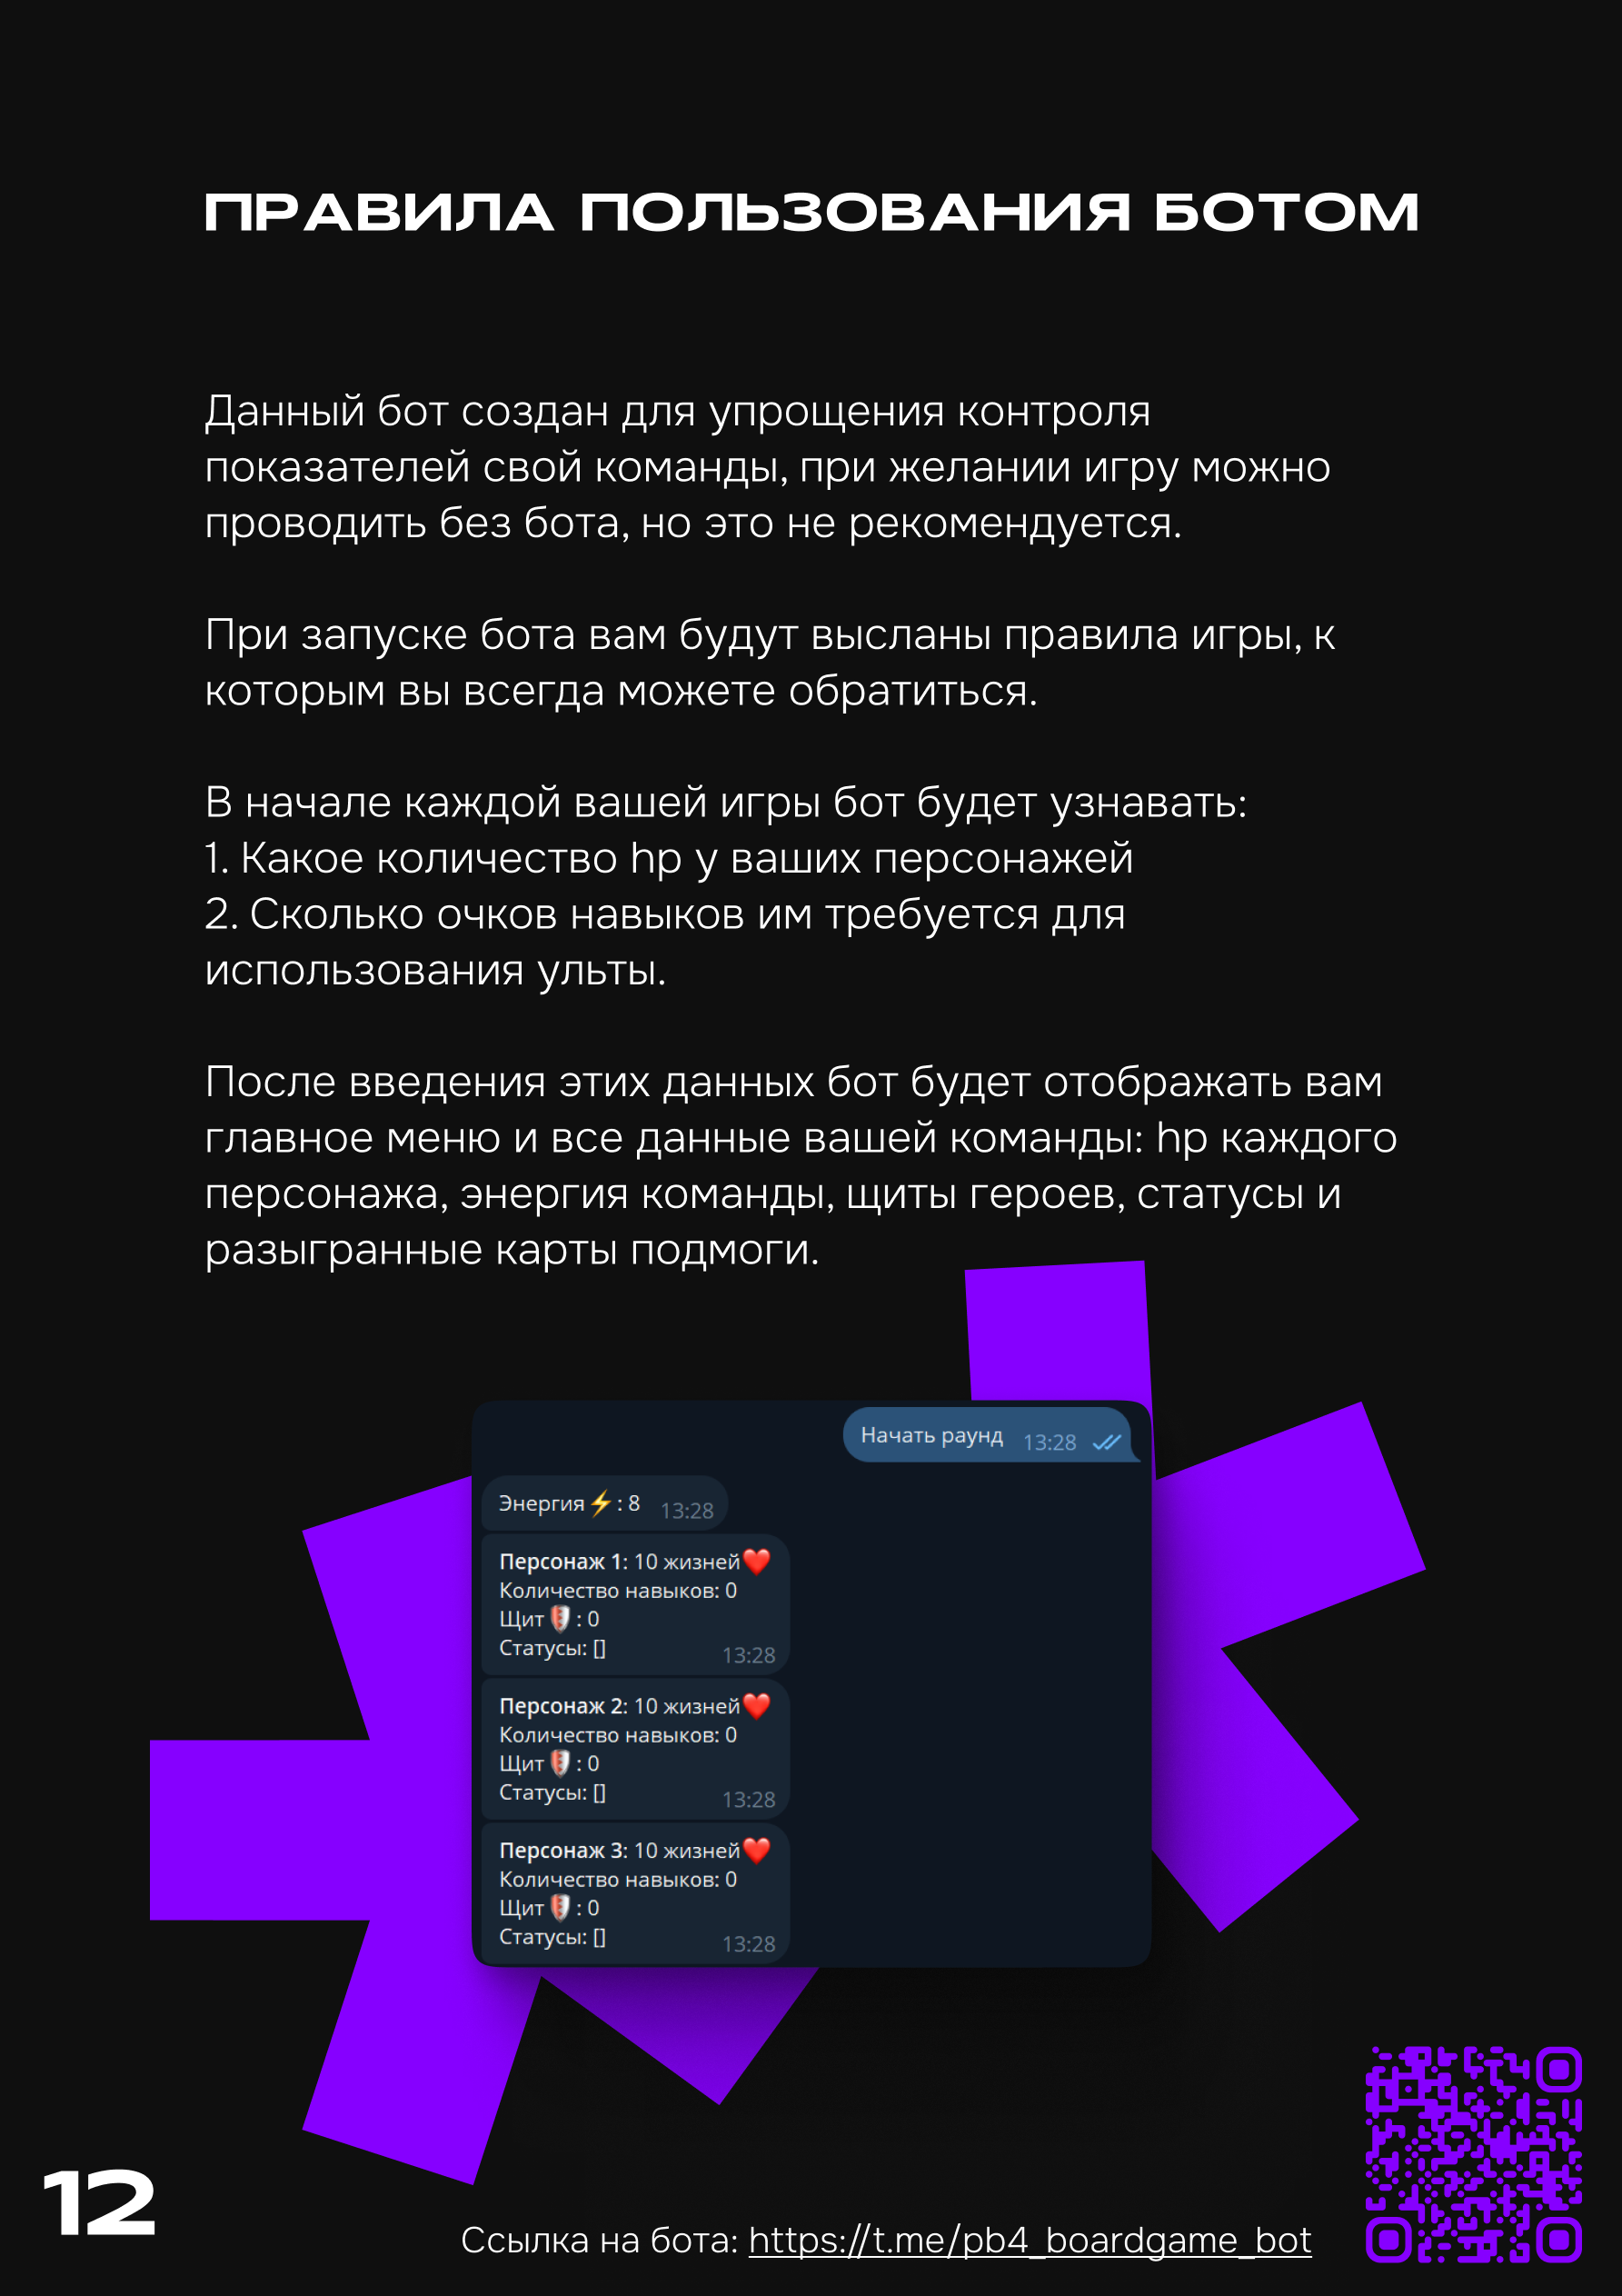 ПРАВИЛА ПОЛЬЗОВАНИЯ БОТОМ
Данный бот создан для упрощения контроля
показателей свой команды, при желании игру можно
проводить без бота, но это не рекомендуется.
При запуске бота вам будут высланы правила игры, к
которым вы всегда можете обратиться.
В начале каждой вашей игры бот будет узнавать:
1. Какое количество hp у ваших персонажей
2. Сколько очков навыков им требуется для
использования ульты.
После введения этих данных бот будет отображать вам
главное меню и все данные вашей команды: hp каждого
персонажа, энергия команды, щиты героев, статусы и
разыгранные карты подмоги.
Начать раунд 13:28
Энергия⚡: 8 13:28
Персонаж 1: 10 жизней❤️
Количество навыков: 0
Щит🛡️: 0
Статусы: [] 13:28
Персонаж 2: 10 жизней❤️
Количество навыков: 0
Щит🛡️: 0
Статусы: [] 13:28
Персонаж 3: 10 жизней❤️
Количество навыков: 0
Щит🛡️: 0
Статусы: [] 13:28
12
Ссылка на бота: https://t.me/pb4_boardgame_bot